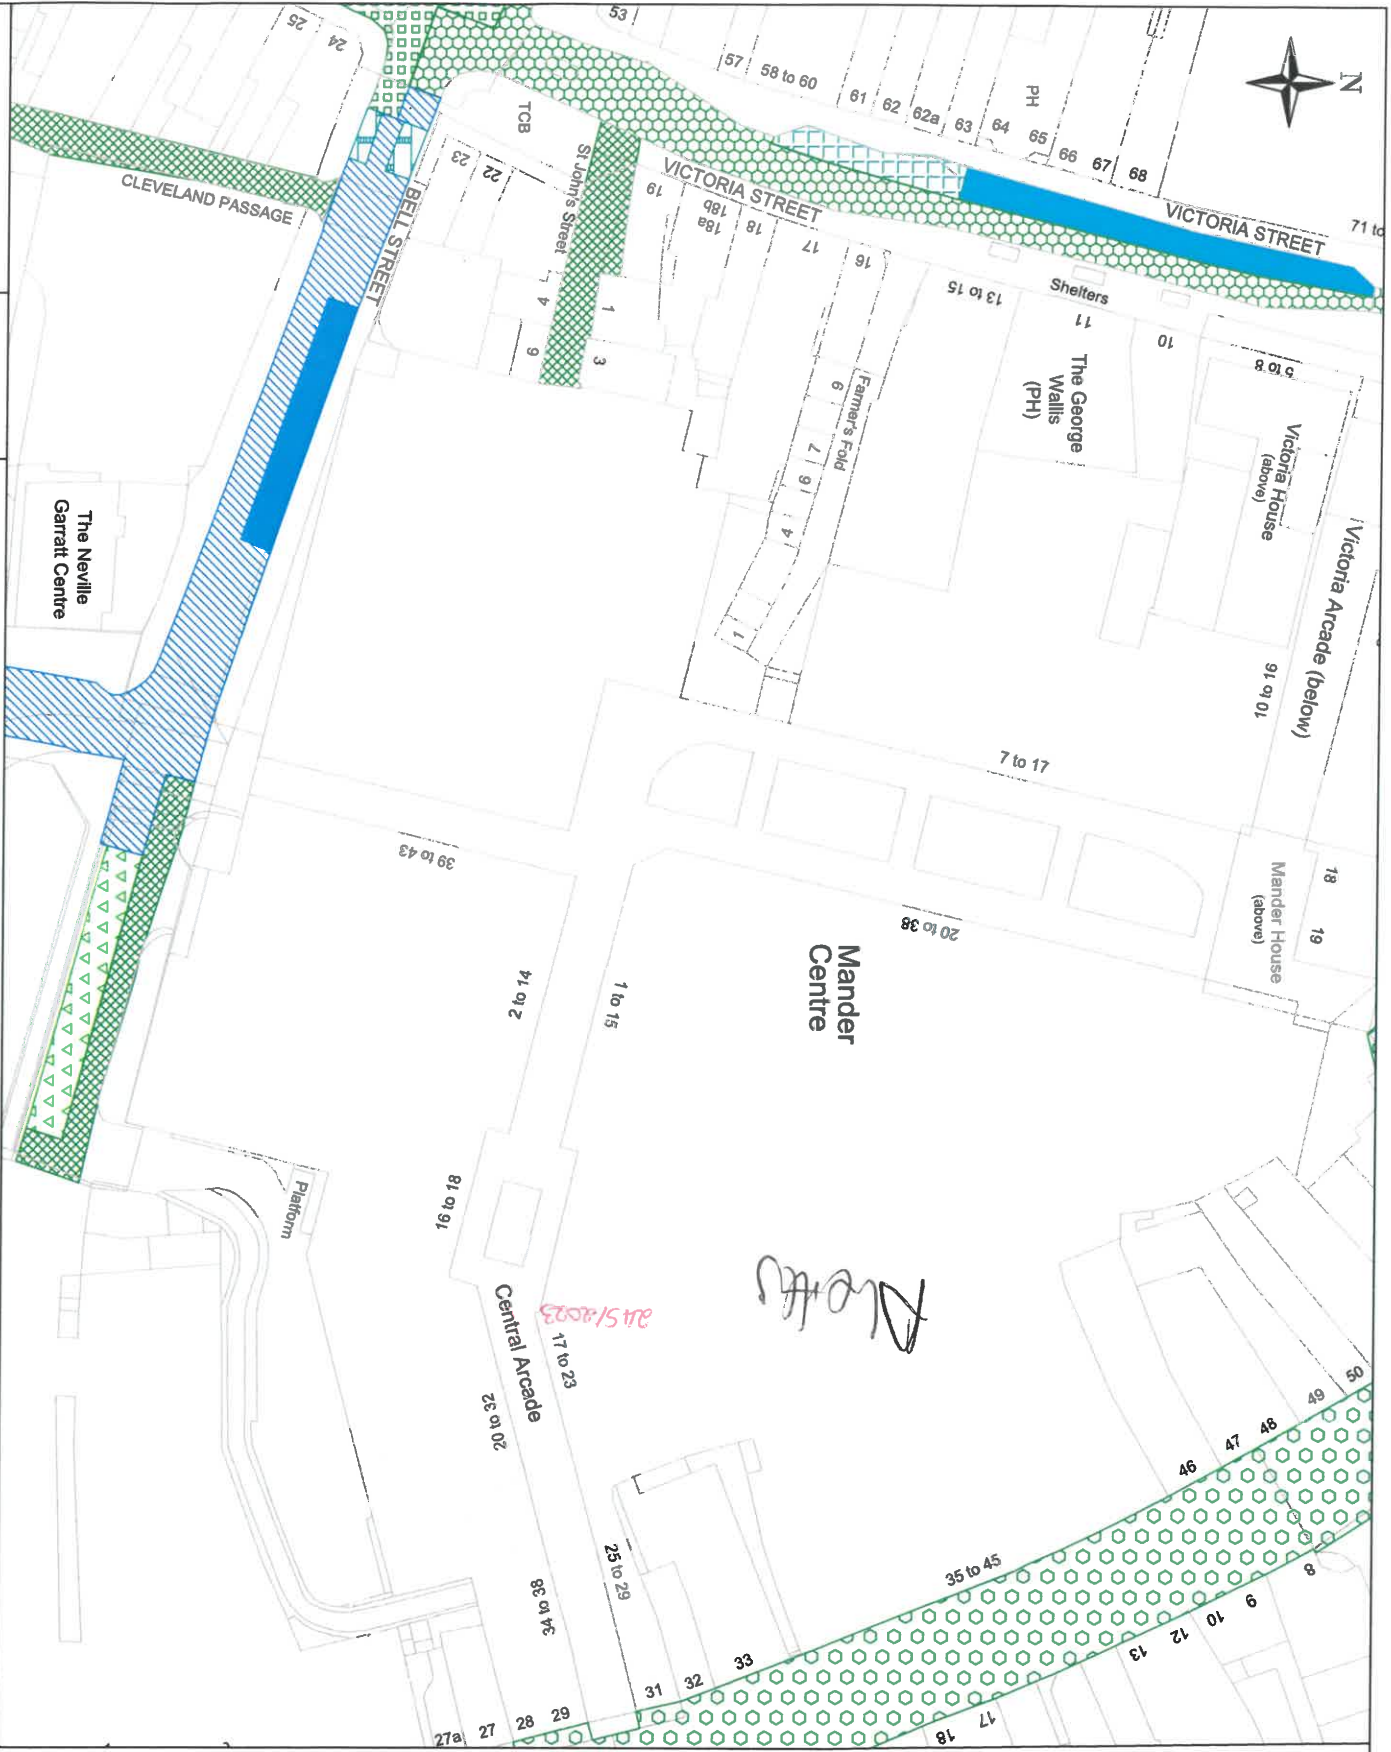 N
53
57
58 to 60
61
62
62a
63
64
PH
65
66
67
68
VICTORIA STREET
71 to
25
24
TCB
23
22
St John's Street
VICTORIA STREET
19
18b
18a
18
17
16
13 to 15
Shelters
11
10
5 to 8
CLEVELAND PASSAGE
BELL STREET
4
6
1
3
Farmer's Fold
9
7
6
4
1
The George
Wallis
(PH)
Victoria House
(above)
Victoria Arcade (below)
10 to 16
The Neville
Garratt Centre
7 to 17
39 to 43
20 to 38
18
19
Mander House
(above)
Mander
Centre
2 to 14
1 to 15
16 to 18
Platform
Central Arcade
17 to 23
20 to 32
25 to 29
34 to 38
50
49
48
47
46
35 to 45
33
32
31
29
28
27
27a
8
9
10
12
13
17
18